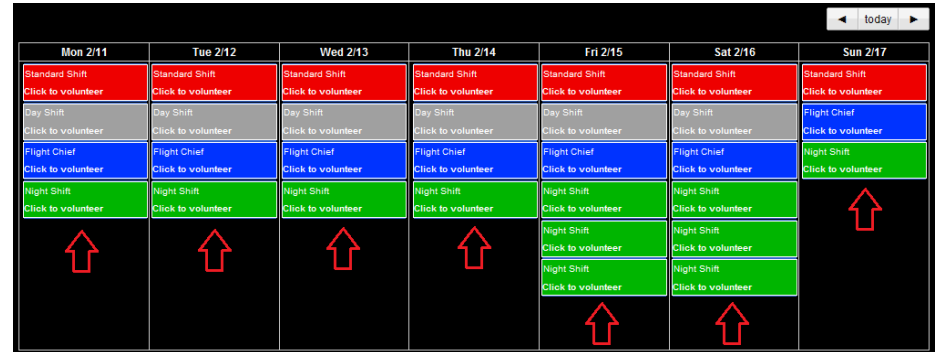 ◄ today ►
Mon 2/11 Tue 2/12 Wed 2/13 Thu 2/14 Fri 2/15 Sat 2/16 Sun 2/17
Standard Shift Standard Shift Standard Shift Standard Shift Standard Shift Standard Shift Standard Shift
Click to volunteer Click to volunteer Click to volunteer Click to volunteer Click to volunteer Click to volunteer Click to volunteer
Day Shift Day Shift Day Shift Day Shift Day Shift Day Shift Flight Chief
Click to volunteer Click to volunteer Click to volunteer Click to volunteer Click to volunteer Click to volunteer Click to volunteer
Flight Chief Flight Chief Flight Chief Flight Chief Flight Chief Flight Chief Night Shift
Click to volunteer Click to volunteer Click to volunteer Click to volunteer Click to volunteer Click to volunteer Click to volunteer
Night Shift Night Shift Night Shift Night Shift Night Shift Night Shift
Click to volunteer Click to volunteer Click to volunteer Click to volunteer Click to volunteer Click to volunteer
Night Shift Night Shift
Click to volunteer Click to volunteer
Night Shift Night Shift
Click to volunteer Click to volunteer